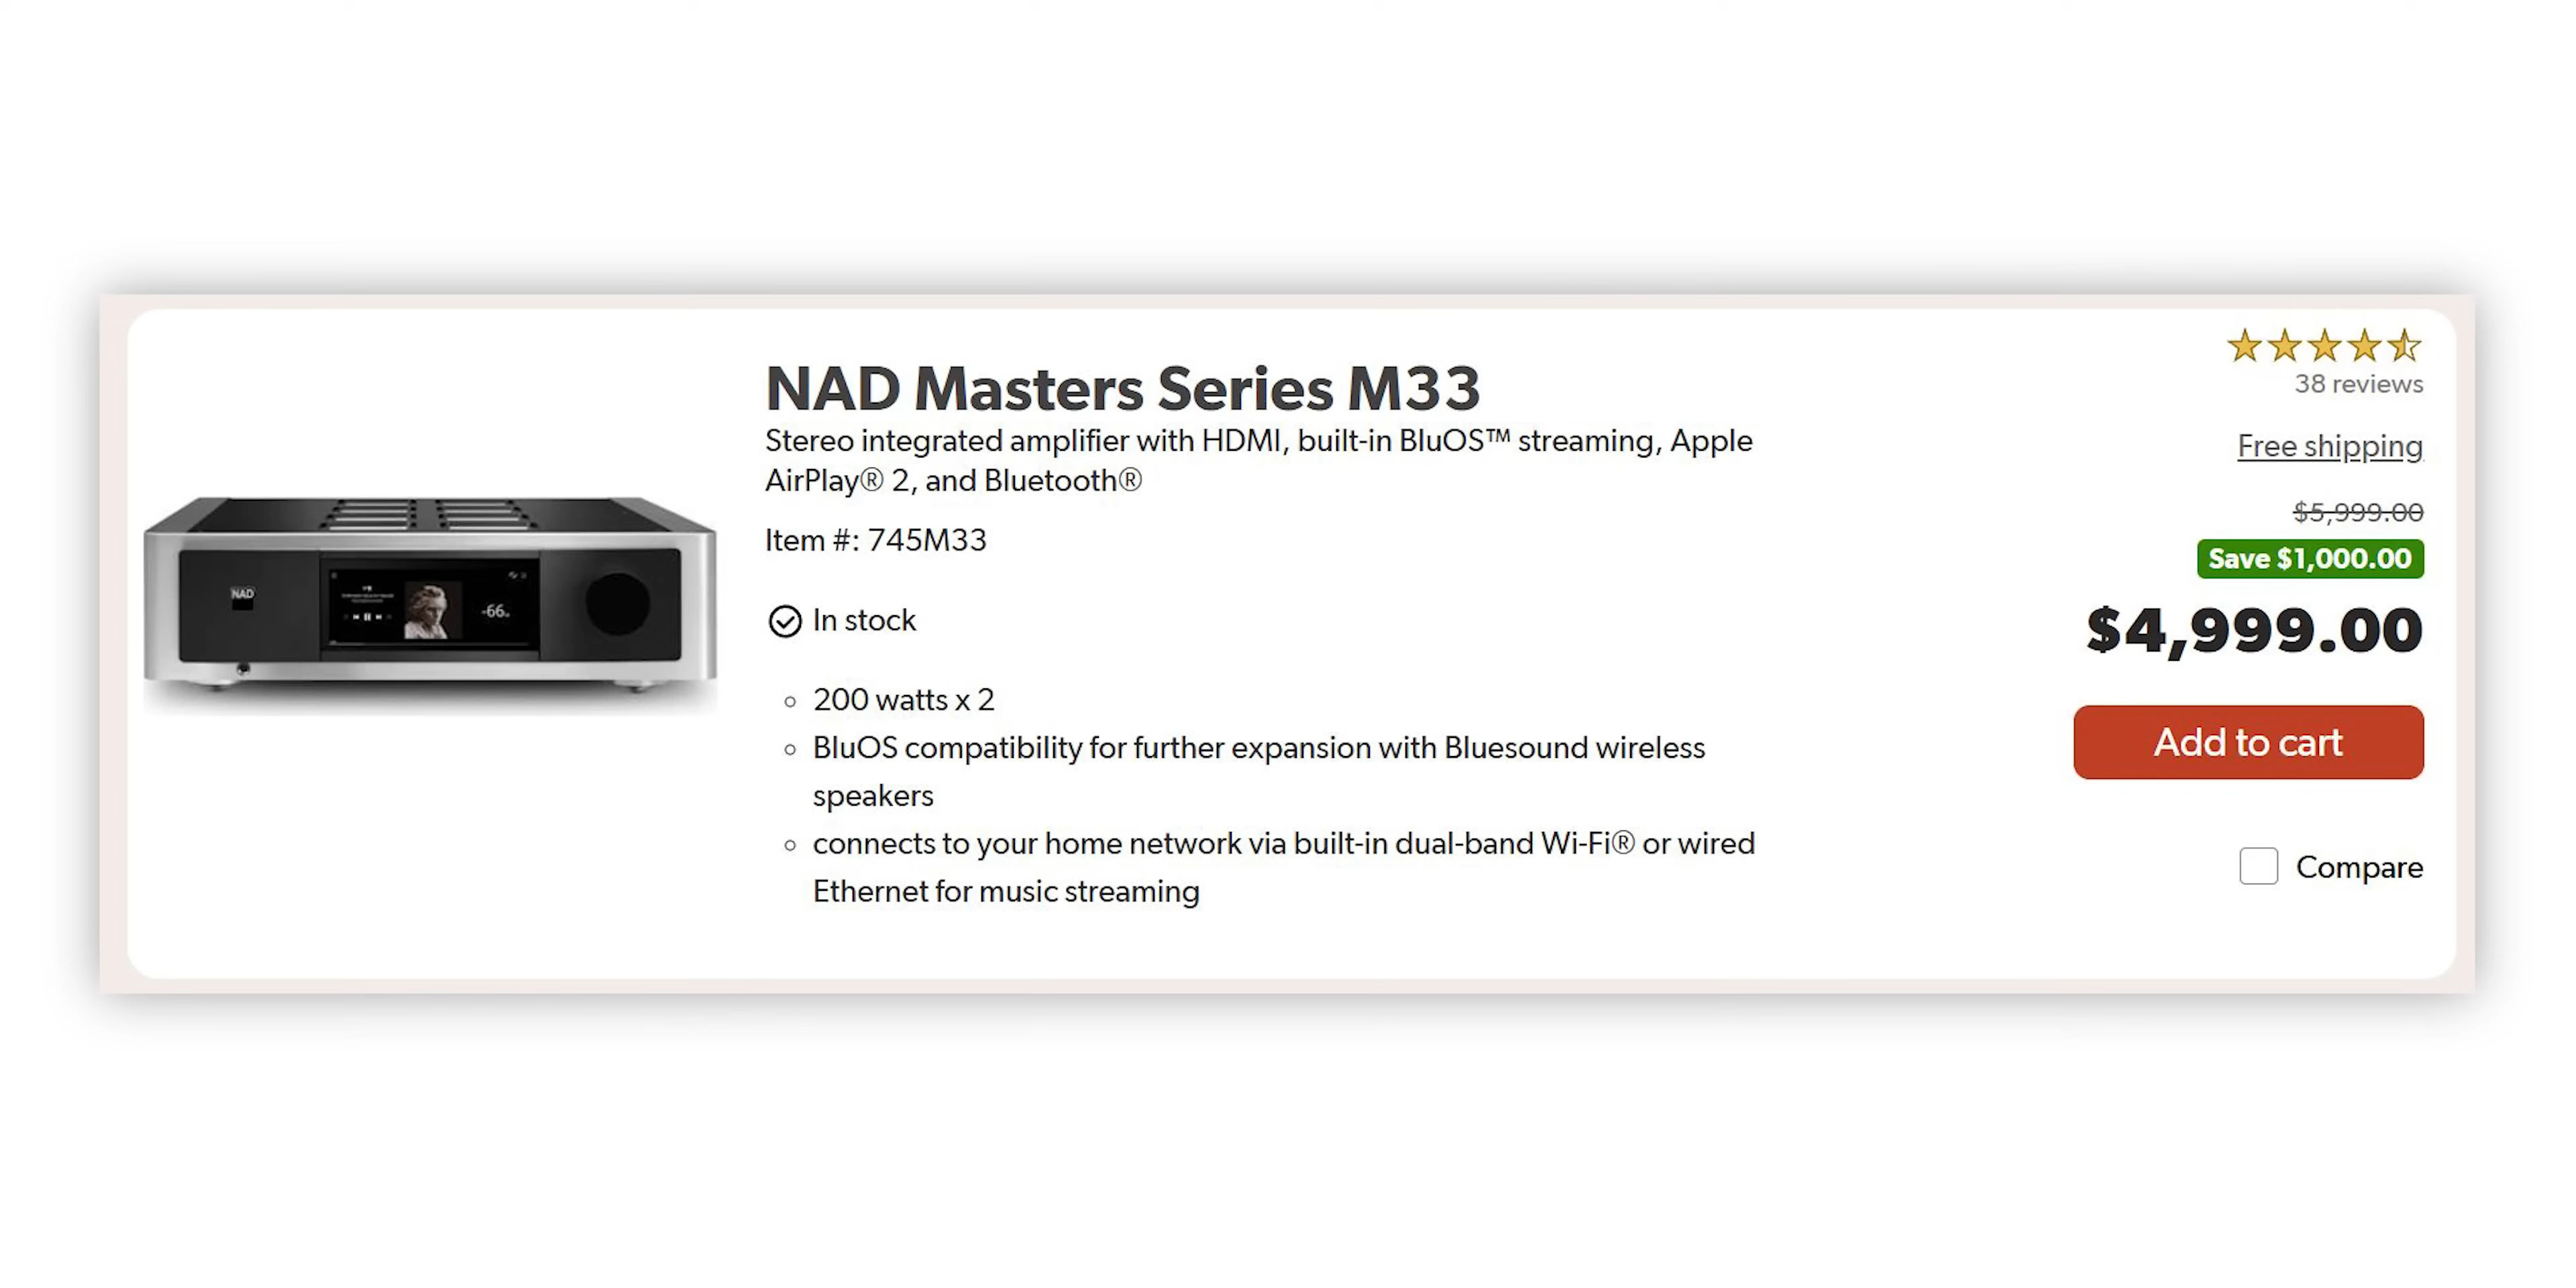 NAD Masters Series M33
Stereo integrated amplifier with HDMI, built-in BluOS™ streaming, Apple
AirPlay® 2, and Bluetooth®
Item #: 745M33
In stock
200 watts x 2
BluOS compatibility for further expansion with Bluesound wireless
speakers
connects to your home network via built-in dual-band Wi-Fi® or wired
Ethernet for music streaming
38 reviews
Free shipping
$5,999.00
Save $1,000.00
$4,999.00
Add to cart
Compare
NAD
-66